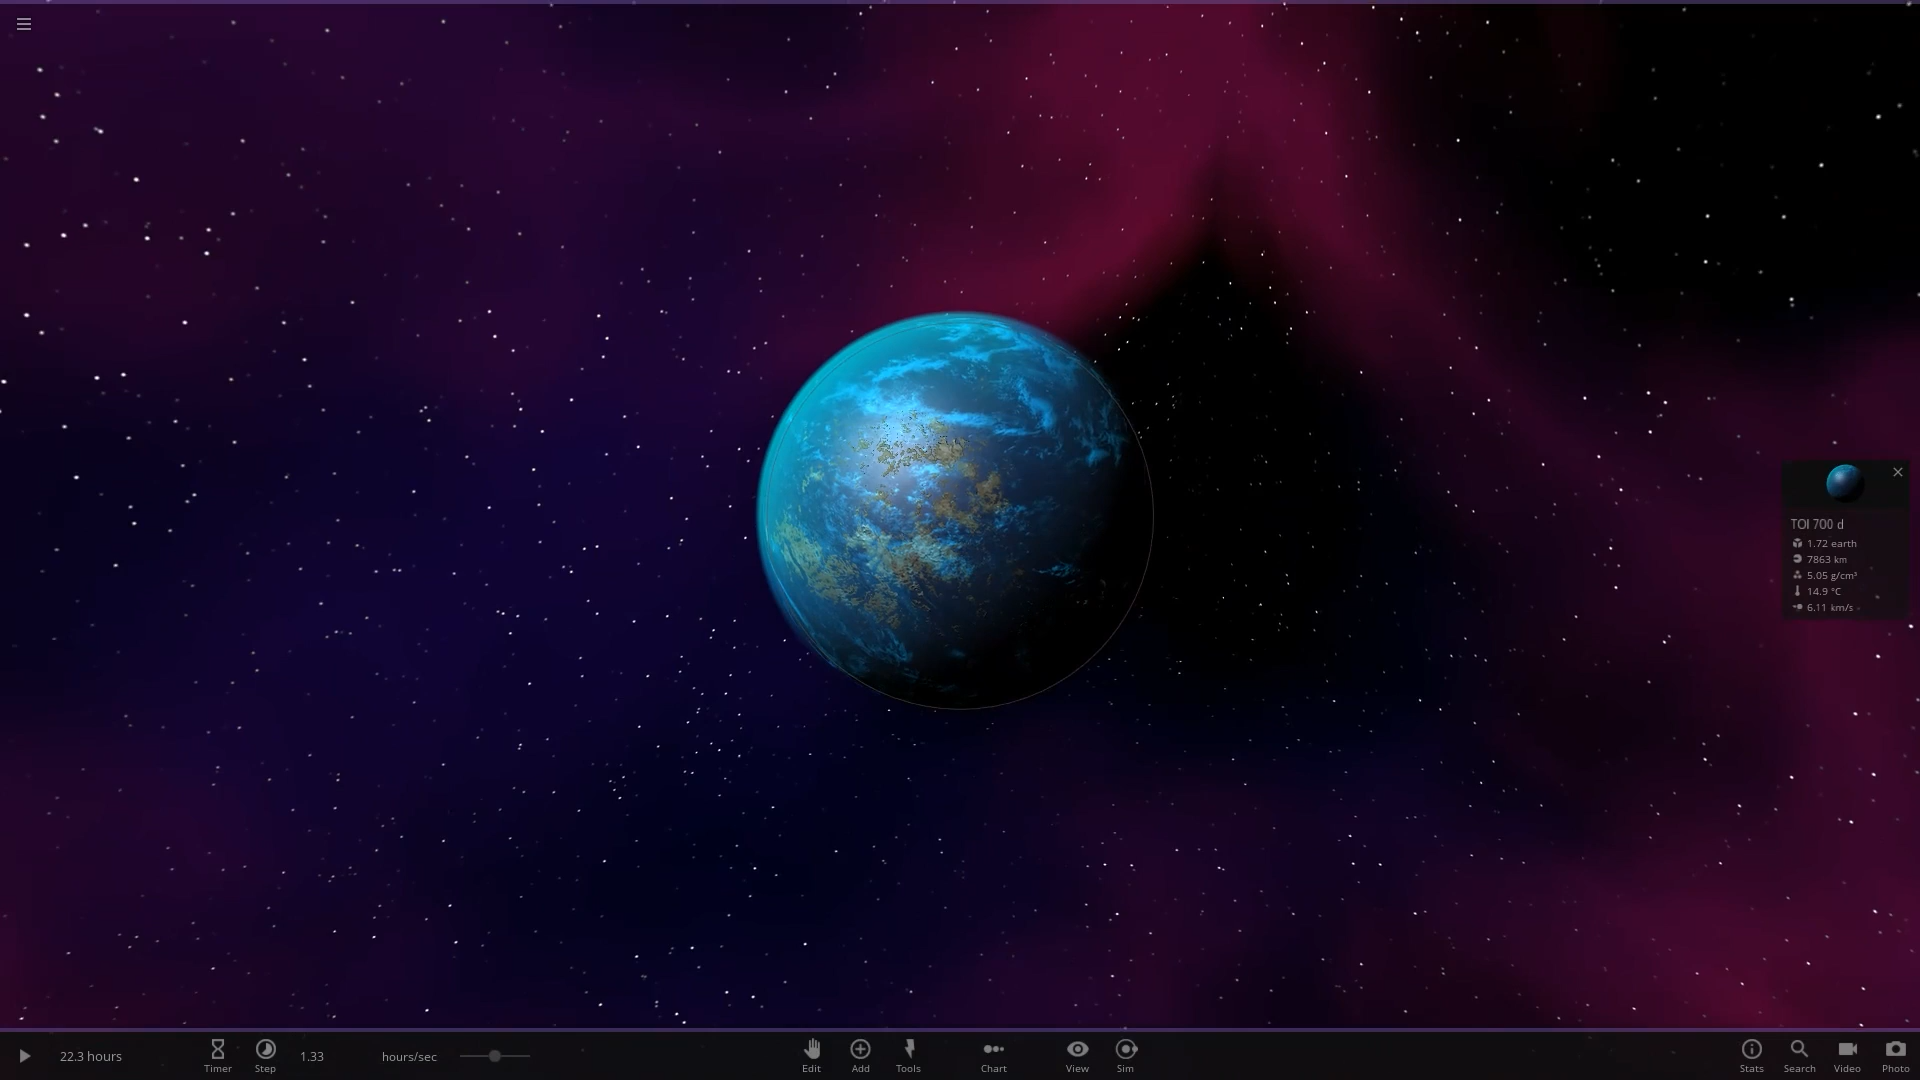 TOI 700 d
1.72 earth
7863 km
5.05 g/cm³
14.9 °C
6.11 km/s
22.3 hours
Timer
Step
1.33
hours/sec
Edit
Add
Tools
Chart
View
Sim
Stats
Search
Video
Photo